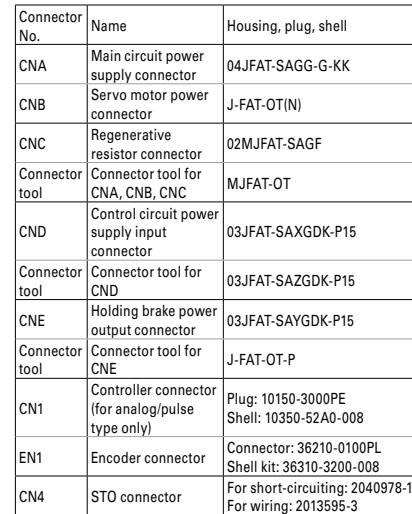 Connector No. Name Housing, plug, shell
CNA Main circuit power supply connector 04JFAT-SAGG-G-KK
CNB Servo motor power connector J-FAT-OT(N)
CNC Regenerative resistor connector 02MJFAT-SAGF
Connector tool Connector tool for CNA, CNB, CNC MJFAT-OT
CND Control circuit power supply input connector 03JFAT-SAXGDK-P15
Connector tool Connector tool for CND 03JFAT-SAZGDK-P15
CNE Holding brake power output connector 03JFAT-SAYGDK-P15
Connector tool Connector tool for CNE J-FAT-OT-P
CN1 Controller connector (for analog/pulse type only) Plug: 10150-3000PE Shell: 10350-52A0-008
EN1 Encoder connector Connector: 36210-0100PL Shell kit: 36310-3200-008
CN4 STO connector For short-circuiting: 2040978-1 For wiring: 2013595-3